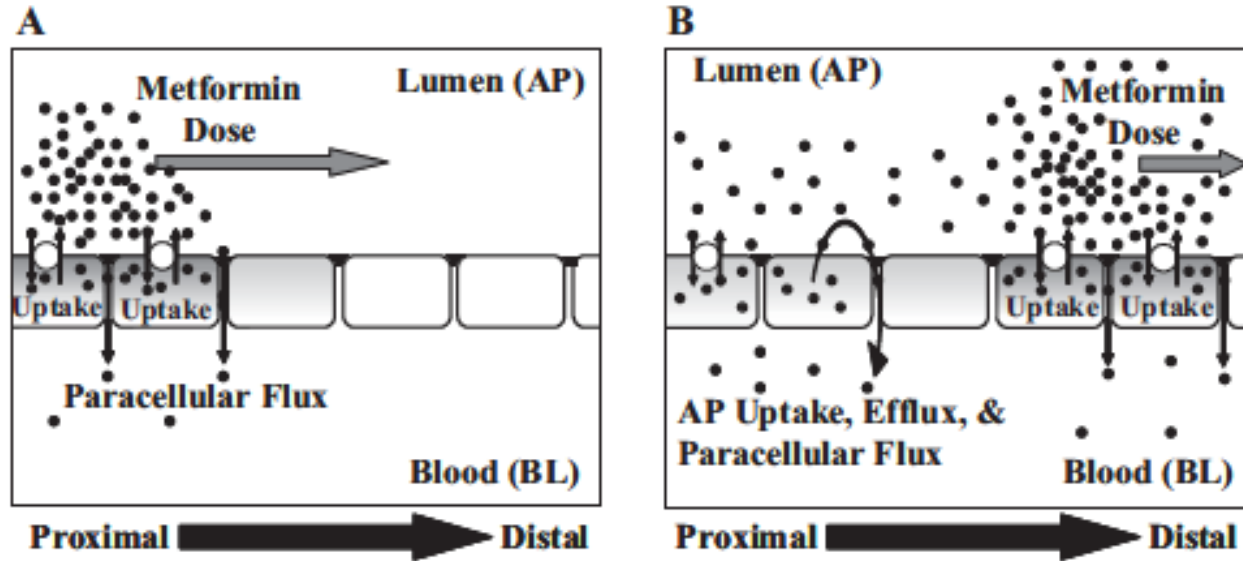 A
Lumen (AP)
Metformin
Dose
Uptake
Uptake
Paracellular Flux
Blood (BL)
Proximal
Distal
B
Lumen (AP)
Metformin
Dose
Uptake
Uptake
AP Uptake, Efflux, &
Paracellular Flux
Blood (BL)
Proximal
Distal